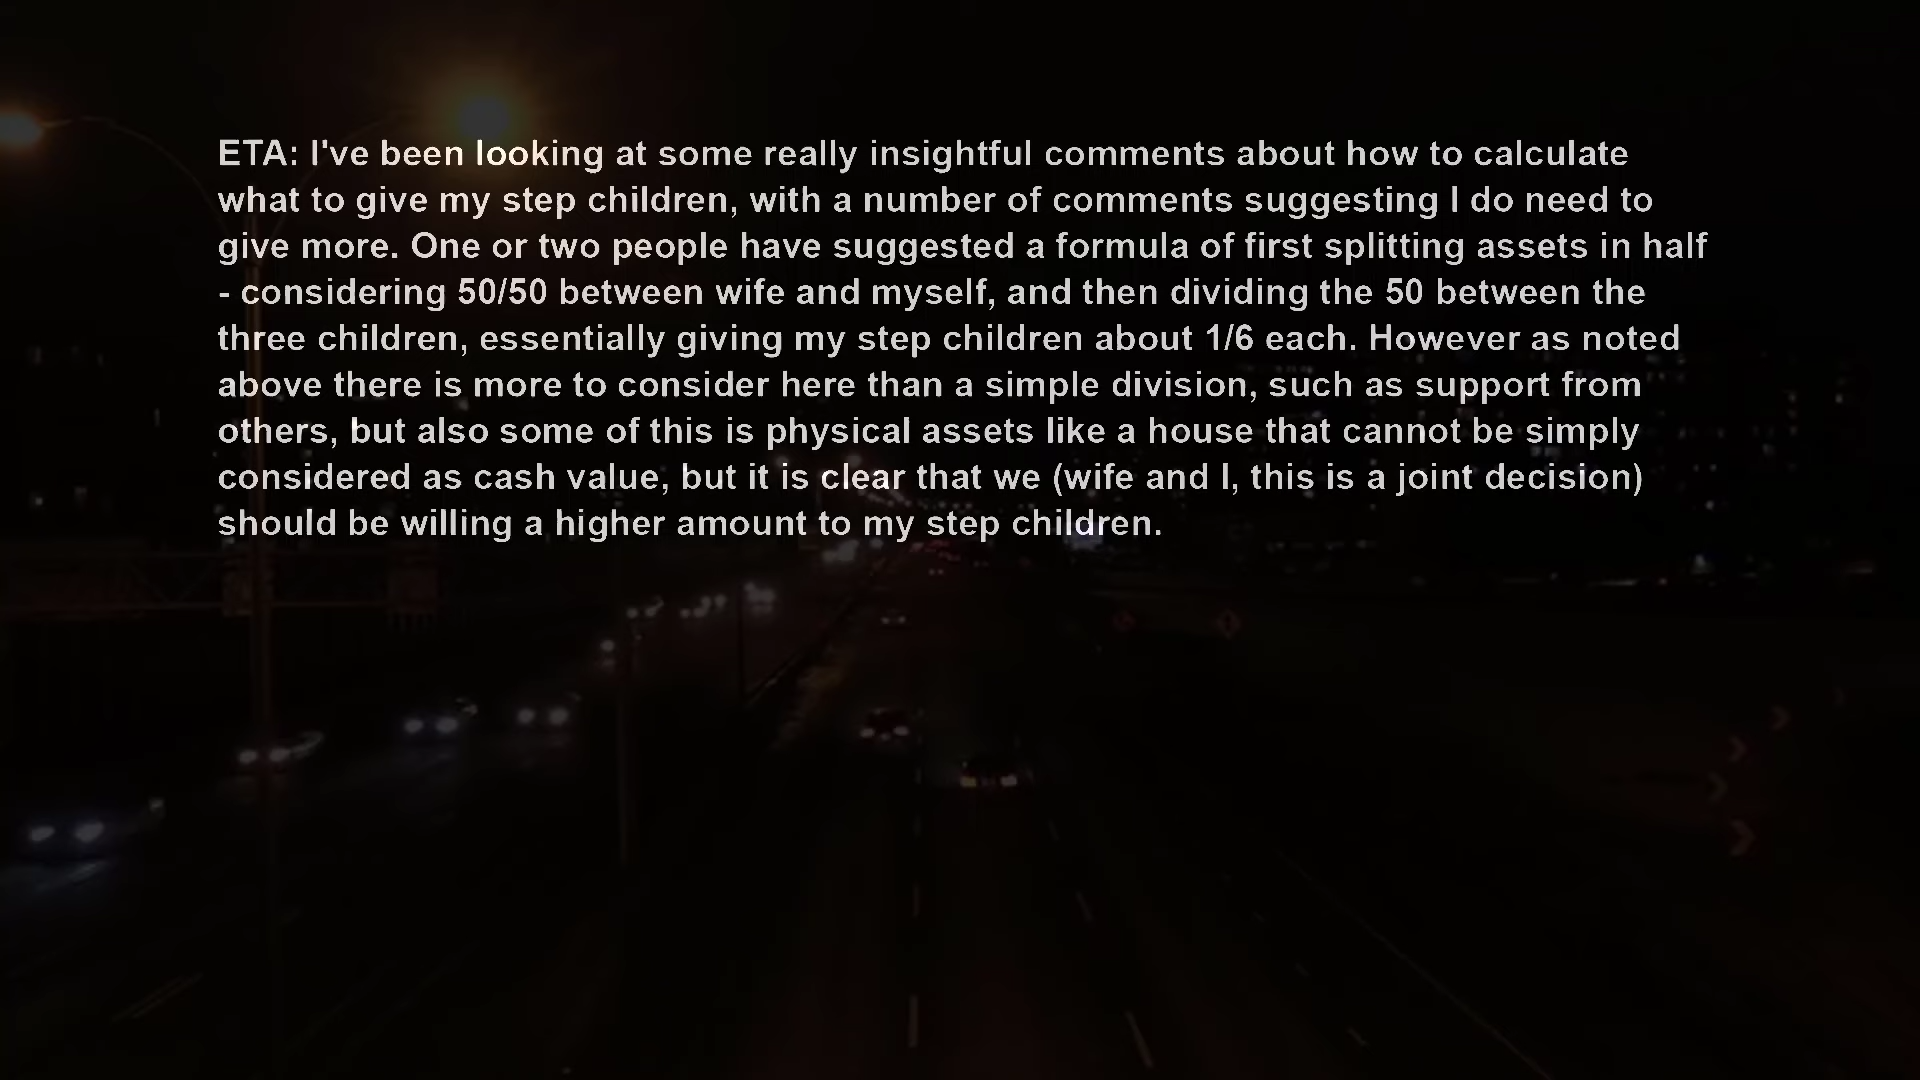 ETA: I've been looking at some really insightful comments about how to calculate
what to give my step children, with a number of comments suggesting I do need to
give more. One or two people have suggested a formula of first splitting assets in half
- considering 50/50 between wife and myself, and then dividing the 50 between the
three children, essentially giving my step children about 1/6 each. However as noted
above there is more to consider here than a simple division, such as support from
others, but also some of this is physical assets like a house that cannot be simply
considered as cash value, but it is clear that we (wife and I, this is a joint decision)
should be willing a higher amount to my step children.